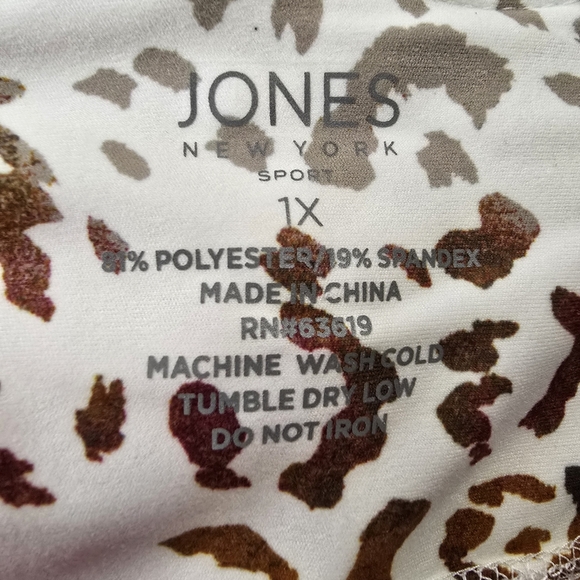 JONES
NEW YORK
SPORT
1X
81% POLYESTER/19% SPANDEX
MADE IN CHINA
RN#63619
MACHINE WASH COLD
TUMBLE DRY LOW
DO NOT IRON